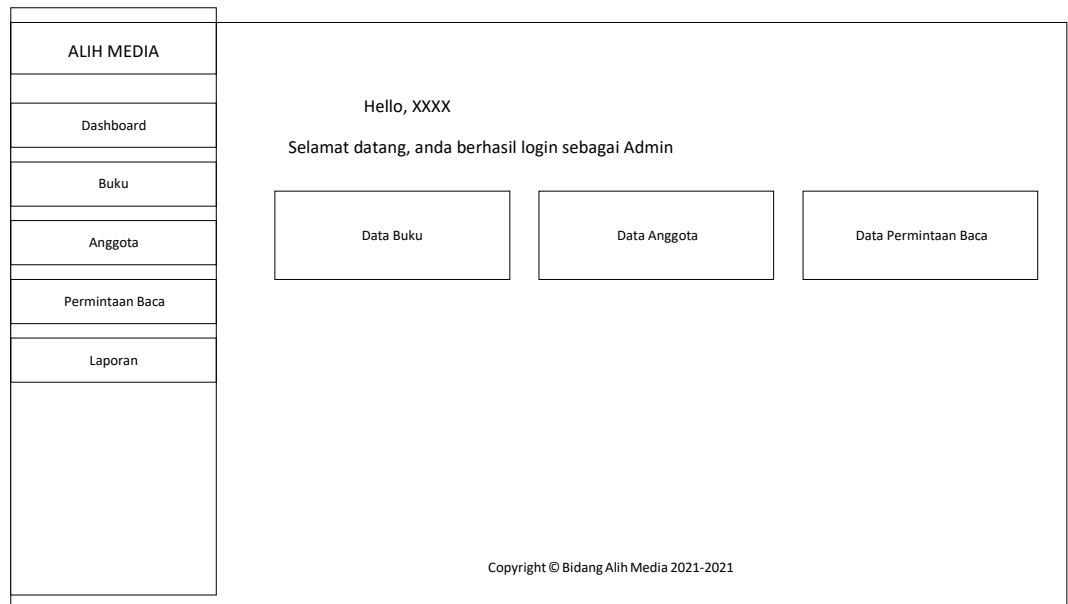 ALIH MEDIA
Dashboard
Buku
Anggota
Permintaan Baca
Laporan
Hello, XXXX
Selamat datang, anda berhasil login sebagai Admin
Data Buku
Data Anggota
Data Permintaan Baca
Copyright © Bidang Alih Media 2021-2021